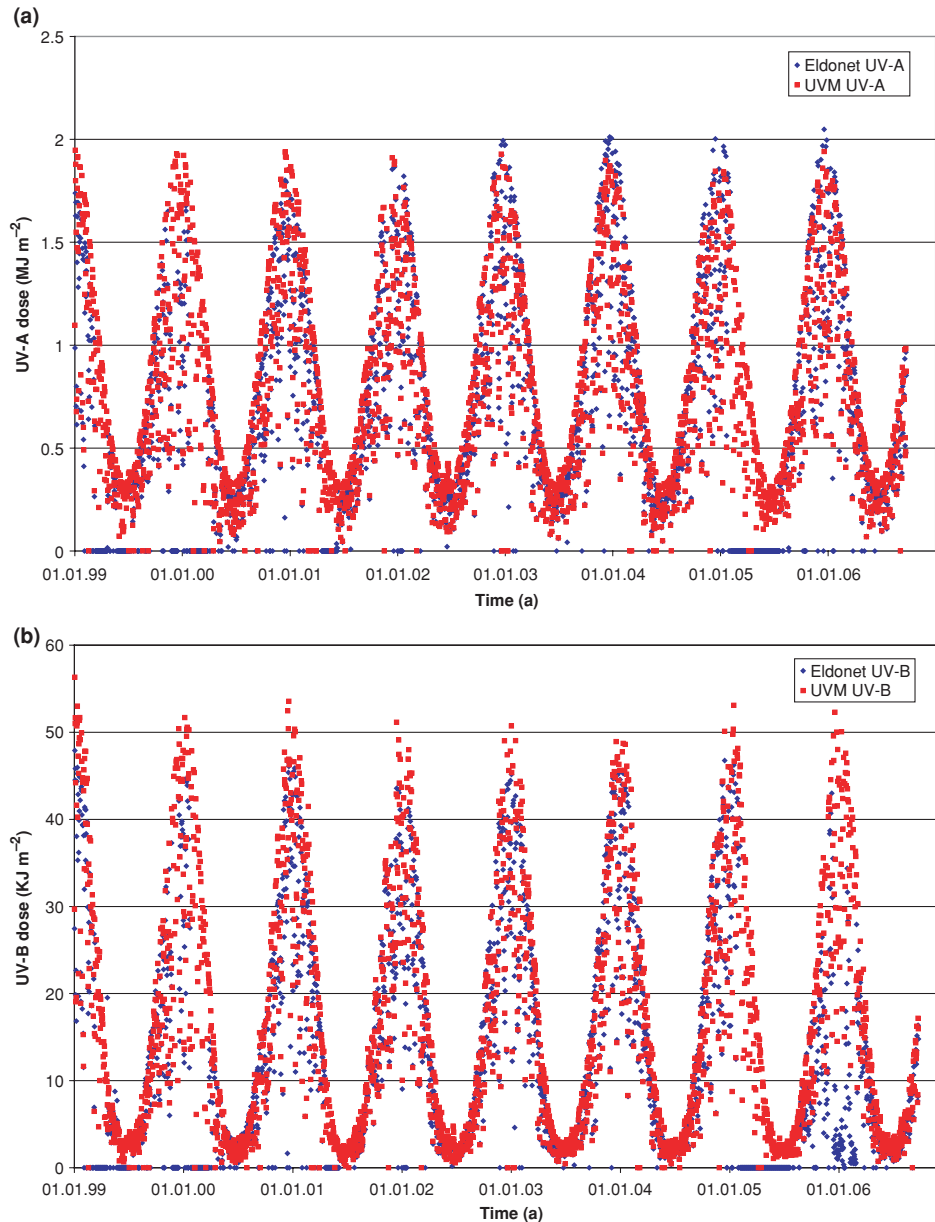 (a)
2.5
2
1.5
1
0.5
0
UV-A dose (MJ m⁻²)
Eldonet UV-A
UVM UV-A
01.01.99 01.01.00 01.01.01 01.01.02 01.01.03 01.01.04 01.01.05 01.01.06
Time (a)
(b)
60
50
40
30
20
10
0
UV-B dose (KJ m⁻²)
Eldonet UV-B
UVM UV-B
01.01.99 01.01.00 01.01.01 01.01.02 01.01.03 01.01.04 01.01.05 01.01.06
Time (a)